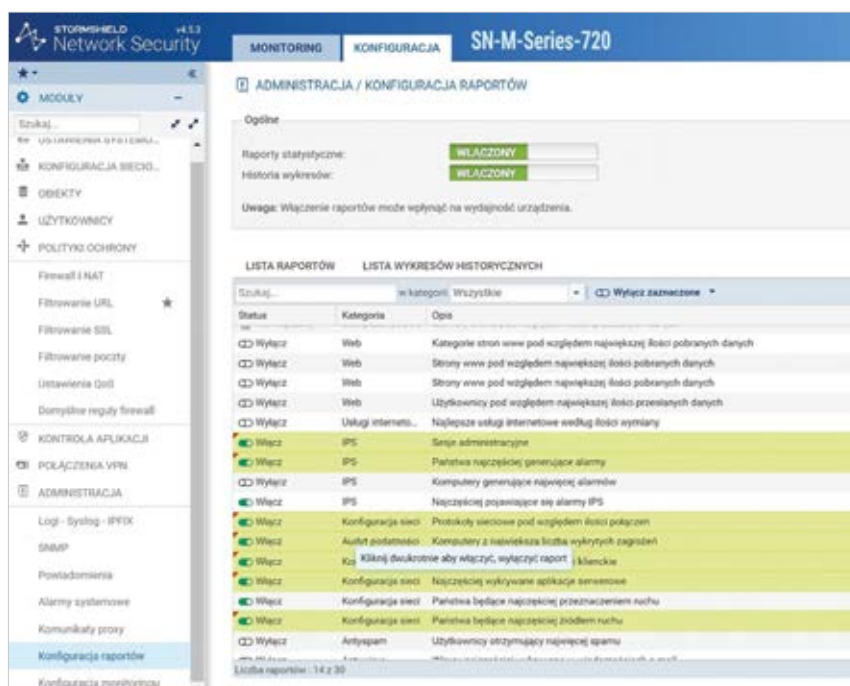 STORMSHIELD v4.5.3
Network Security
MONITORING KONFIGURACJA SN-M-Series-720
MODUŁY
Szukaj...
KONFIGURACJA SIECIO...
OBIEKTY
UŻYTKOWNICY
POLITYKI OCHRONY
Firewall i NAT
Filtrowanie URL
Filtrowanie SSL
Filtrowanie poczty
Ustawienia QoS
Domyślne reguły firewall
KONTROLA APLIKACJI
POŁĄCZENIA VPN
ADMINISTRACJA
Logi - Syslog - IPFIX
SNMP
Powiadomienia
Alarmy systemowe
Komunikaty proxy
Konfiguracja raportów
Konfiguracja monitoringu
ADMINISTRACJA / KONFIGURACJA RAPORTÓW
Ogólne
Raporty statystyczne: WŁĄCZONY
Historia wykresów: WŁĄCZONY
Uwaga: Włączenie raportów może wpłynąć na wydajność urządzenia.
LISTA RAPORTÓW LISTA WYKRESÓW HISTORYCZNYCH
Szukaj... w kategorii: Wszystkie Wyłącz zaznaczone
Status Kategoria Opis
Wyłącz Web Kategorie stron www pod względem największej ilości pobranych danych
Wyłącz Web Strony www pod względem największej ilości pobranych danych
Wyłącz Web Strony www pod względem największej ilości pobranych danych
Wyłącz Web Użytkownicy pod względem największej ilości przesłanych danych
Wyłącz Usługi interneto... Najlepsze usługi internetowe według ilości wymiany
Włącz IPS Sesje administracyjne
Włącz IPS Państwa najczęściej generujące alarmy
Wyłącz IPS Komputery generujące najwięcej alarmów
Włącz IPS Najczęściej pojawiające się alarmy IPS
Włącz Konfiguracja sieci Protokoły sieciowe pod względem ilości połączeń
Włącz Audyt podatności Komputery z największą liczbą wykrytych zagrożeń
Włącz Ko Kliknij dwukrotnie aby włączyć, wyłączyć raport klienckie
Włącz Konfiguracja sieci Najczęściej wykrywane aplikacje serwerowe
Włącz Konfiguracja sieci Państwa będące najczęściej przeznaczeniem ruchu
Włącz Konfiguracja sieci Państwa będące najczęściej źródłem ruchu
Wyłącz Antyspam Użytkownicy otrzymujący najwięcej spamu
Liczba raportów : 14 z 30